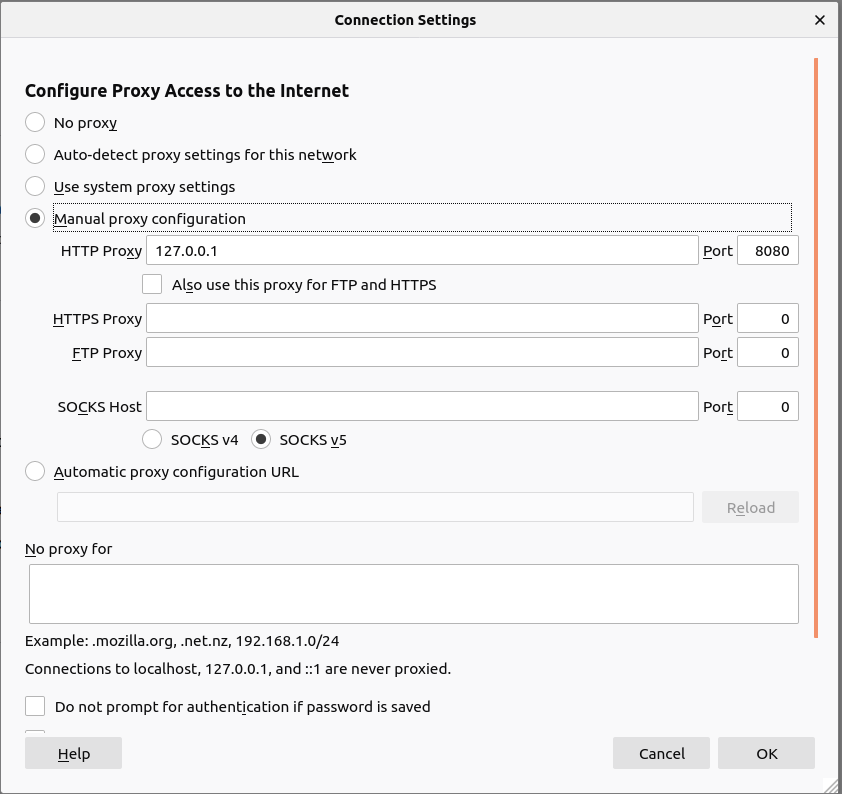 Connection Settings
Configure Proxy Access to the Internet
No proxy
Auto-detect proxy settings for this network
Use system proxy settings
Manual proxy configuration
HTTP Proxy 127.0.0.1 Port 8080
Also use this proxy for FTP and HTTPS
HTTPS Proxy Port 0
FTP Proxy Port 0
SOCKS Host Port 0
SOCKS v4 SOCKS v5
Automatic proxy configuration URL
Reload
No proxy for
Example: .mozilla.org, .net.nz, 192.168.1.0/24
Connections to localhost, 127.0.0.1, and ::1 are never proxied.
Do not prompt for authentication if password is saved
Help Cancel OK